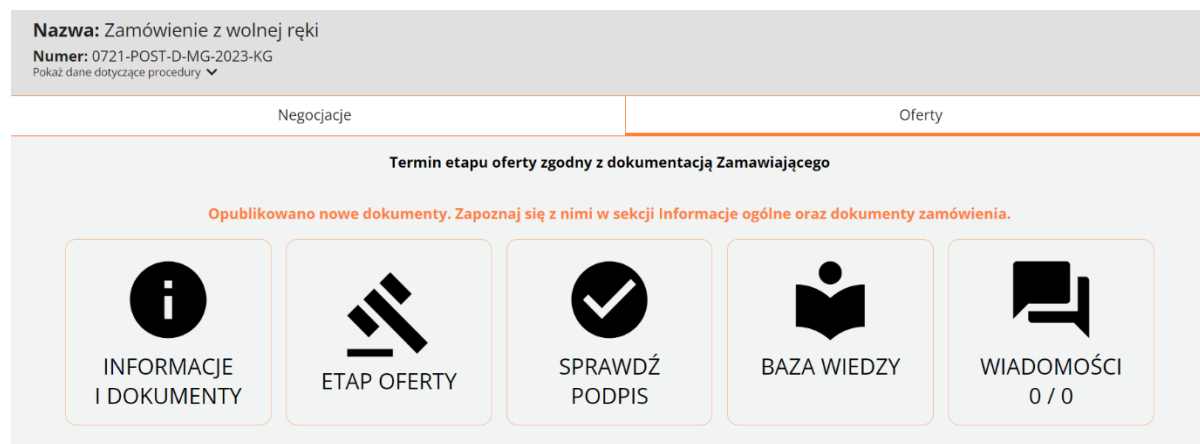 Nazwa: Zamówienie z wolnej ręki
Numer: 0721-POST-D-MG-2023-KG
Pokaż dane dotyczące procedury
Negocjacje
Oferty
Termin etapu oferty zgodny z dokumentacją Zamawiającego
Opublikowano nowe dokumenty. Zapoznaj się z nimi w sekcji Informacje ogólne oraz dokumenty zamówienia.
INFORMACJE
I DOKUMENTY
ETAP OFERTY
SPRAWDŹ
PODPIS
BAZA WIEDZY
WIADOMOŚCI
0 / 0